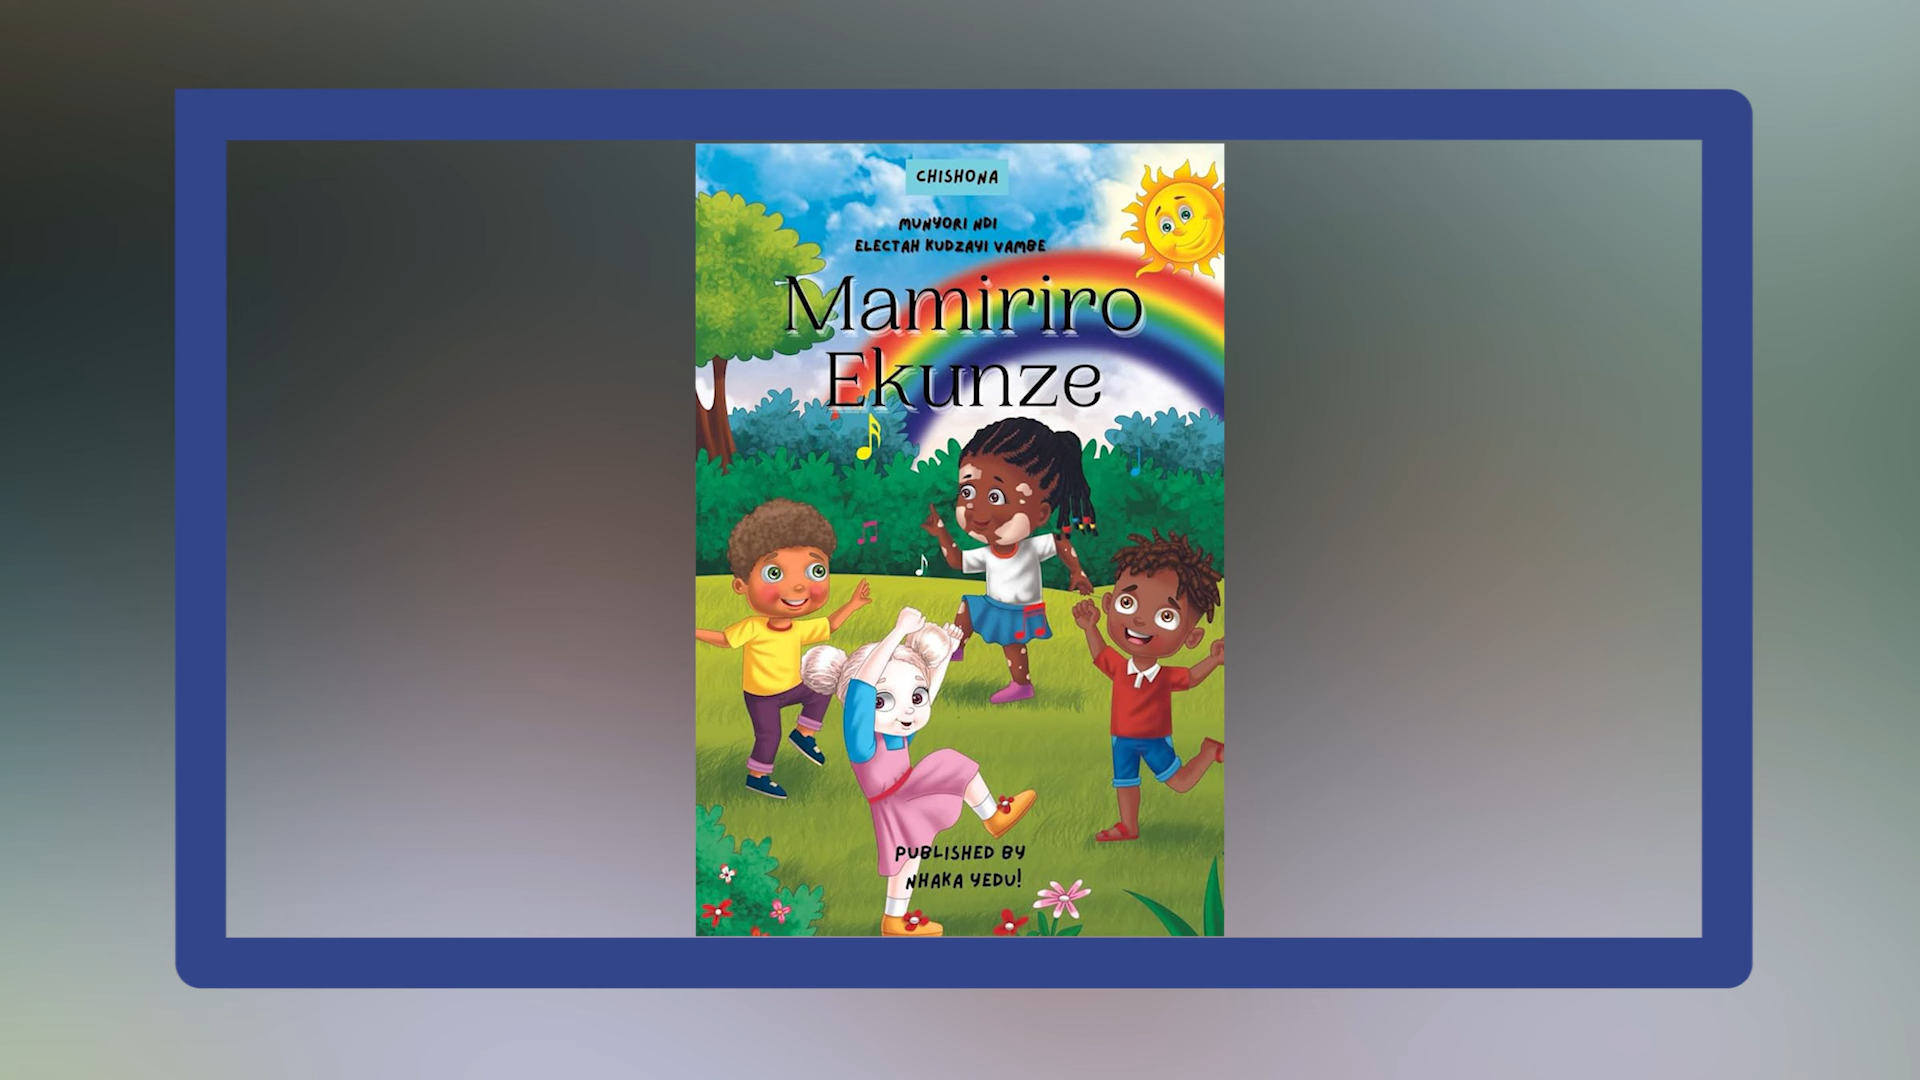 CHISHONA
MUNYORI NDI
ELECTAH KUDZAYI VAMBE
Mamiriro
Ekunze
PUBLISHED BY
NHAKA YEDU!